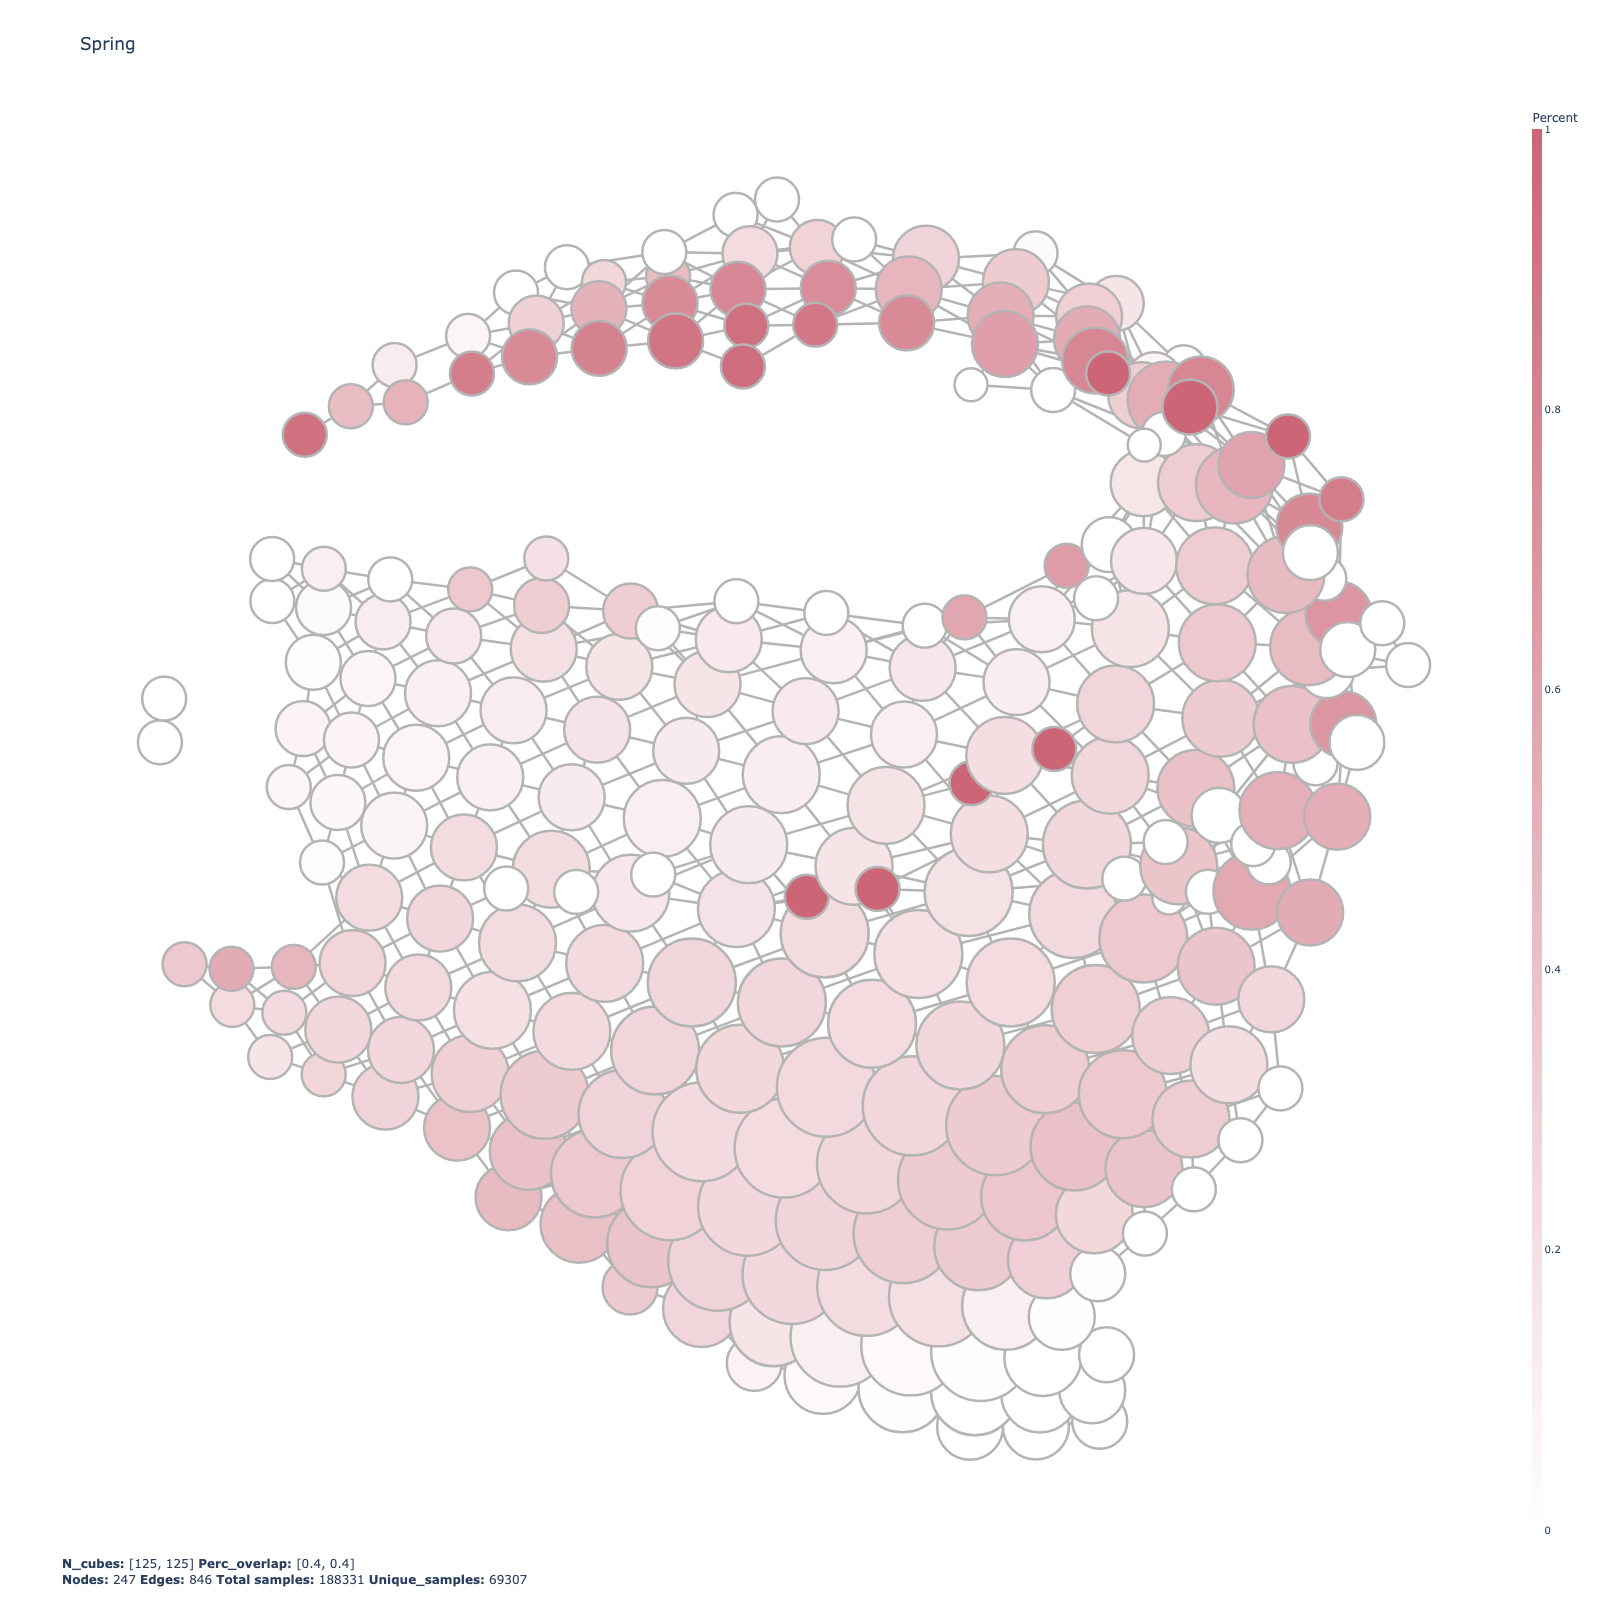 Spring
Percent
1
0.8
0.6
0.4
0.2
0
N_cubes: [125, 125] Perc_overlap: [0.4, 0.4]
Nodes: 247 Edges: 846 Total samples: 188331 Unique_samples: 69307